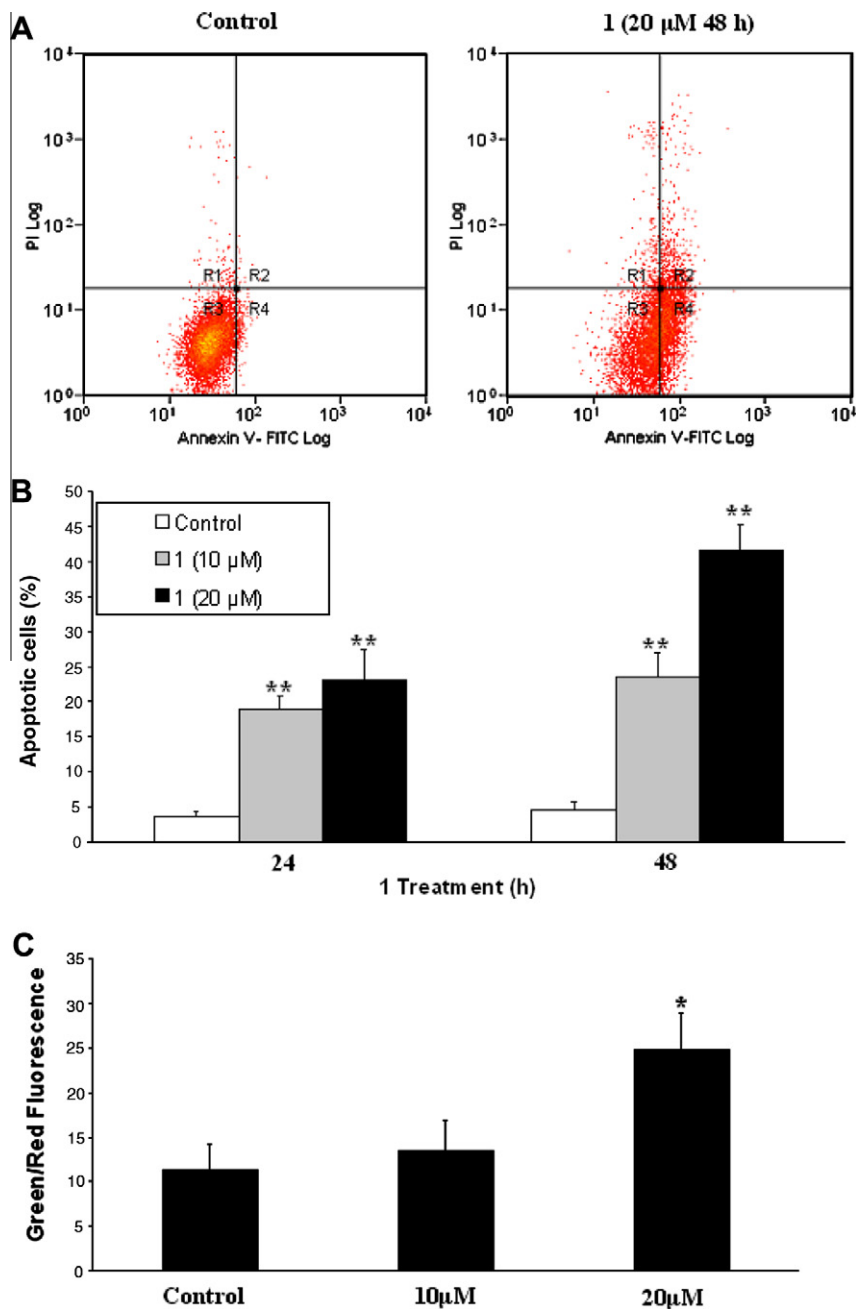 A
Control
1 (20 µM 48 h)
10⁴
10³
10²
10¹
10⁰
PI Log
R1 R2
R3 R4
10⁰ 10¹ 10² 10³ 10⁴
Annexin V- FITC Log
10⁴
10³
10²
10¹
10⁰
PI Log
R1 R2
R3 R4
10⁰ 10¹ 10² 10³ 10⁴
Annexin V-FITC Log
B
50
45
40
35
30
25
20
15
10
5
0
Apoptotic cells (%)
Control
1 (10 µM)
1 (20 µM)
**
**
**
**
24
48
1 Treatment (h)
C
35
30
25
20
15
10
5
0
Green/Red Fluorescence
*
Control
10µM
20µM